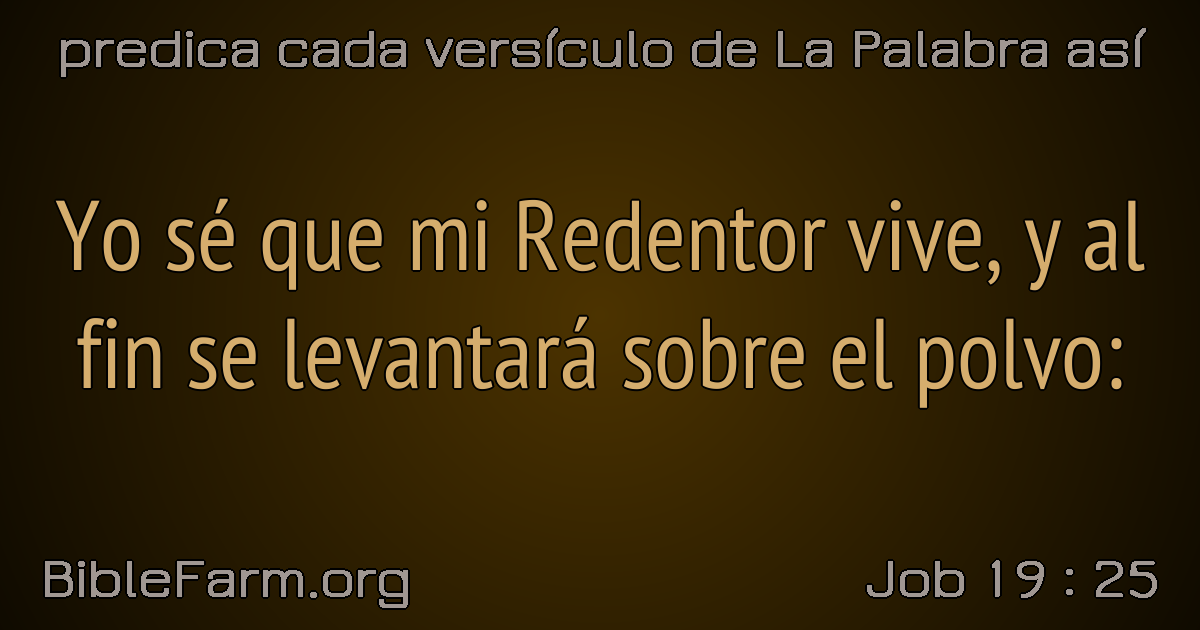 predica cada versículo de La Palabra así
Yo sé que mi Redentor vive, y al
fin se levantará sobre el polvo:
BibleFarm.org
Job 19 : 25